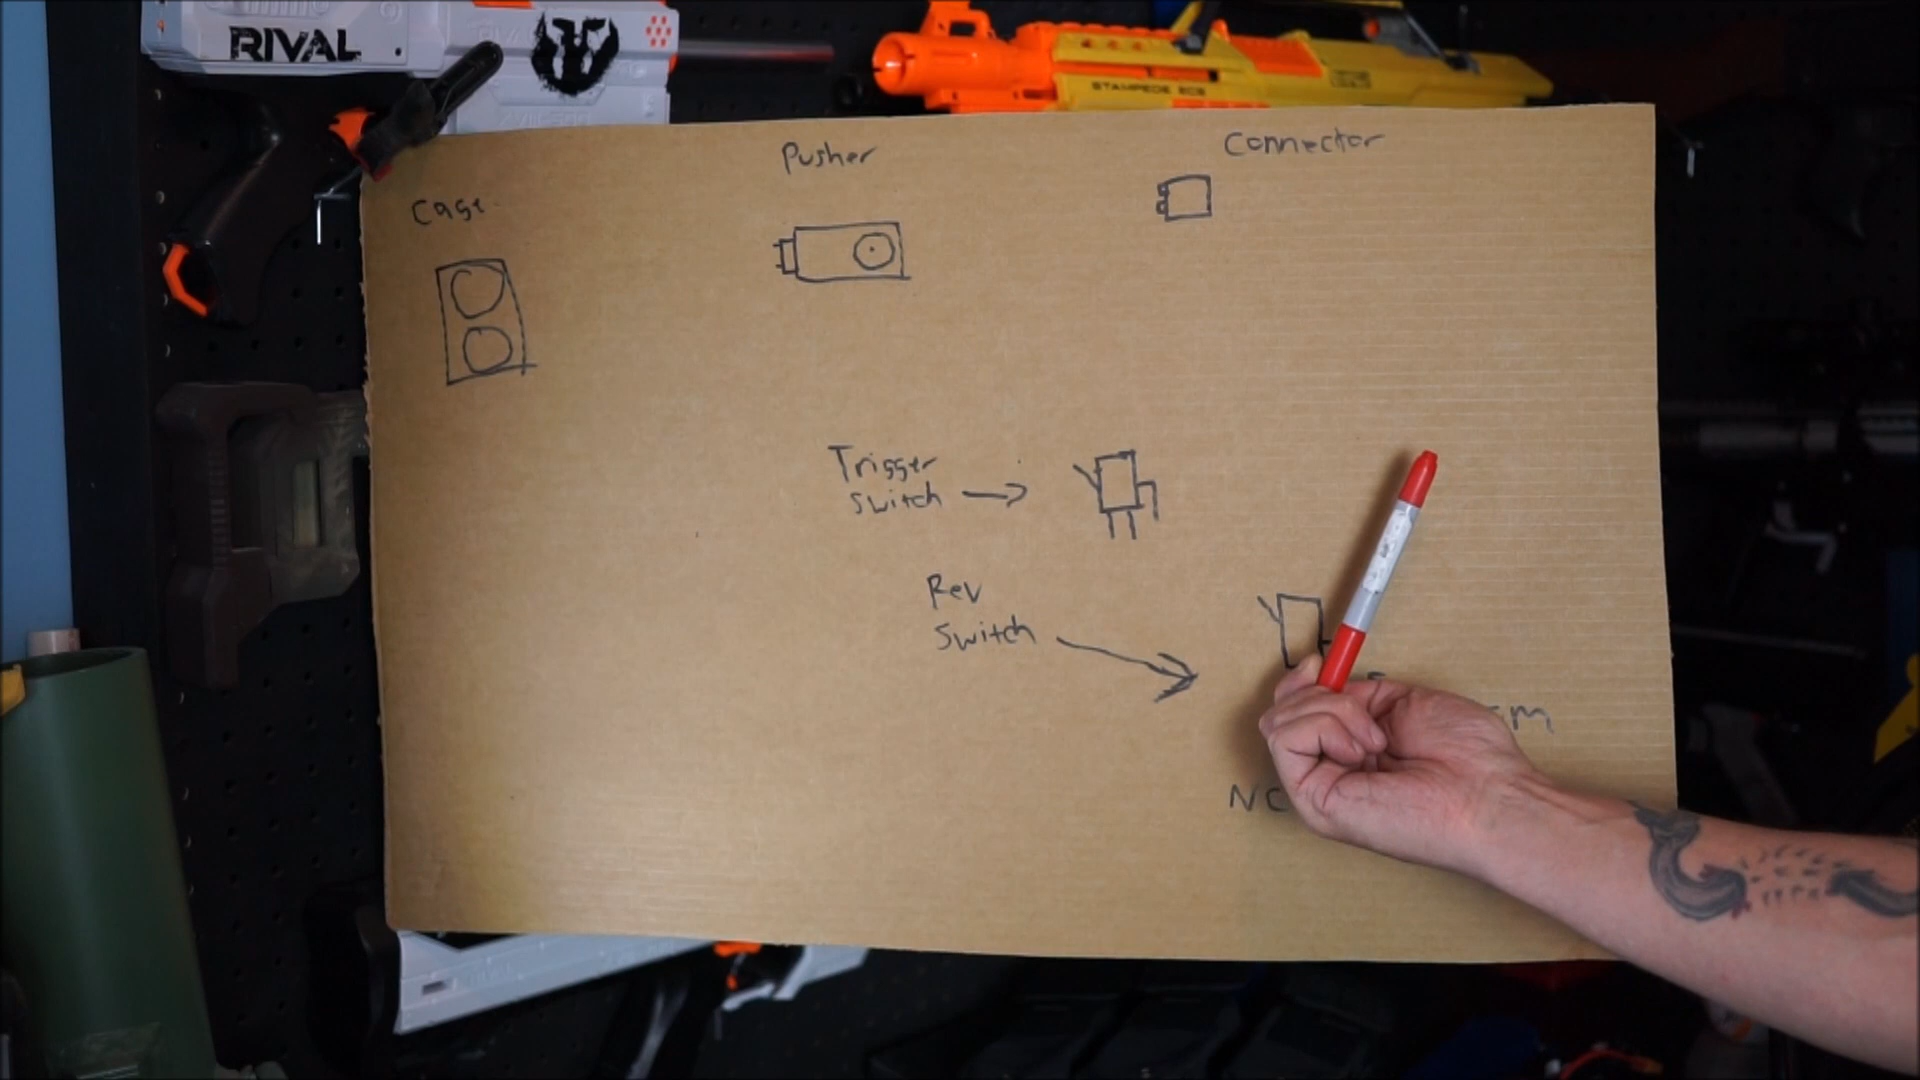 RIVAL
STAMPEDE ECS
Pusher
Connector
Cage
Trigger
Switch
Rev
Switch
NC